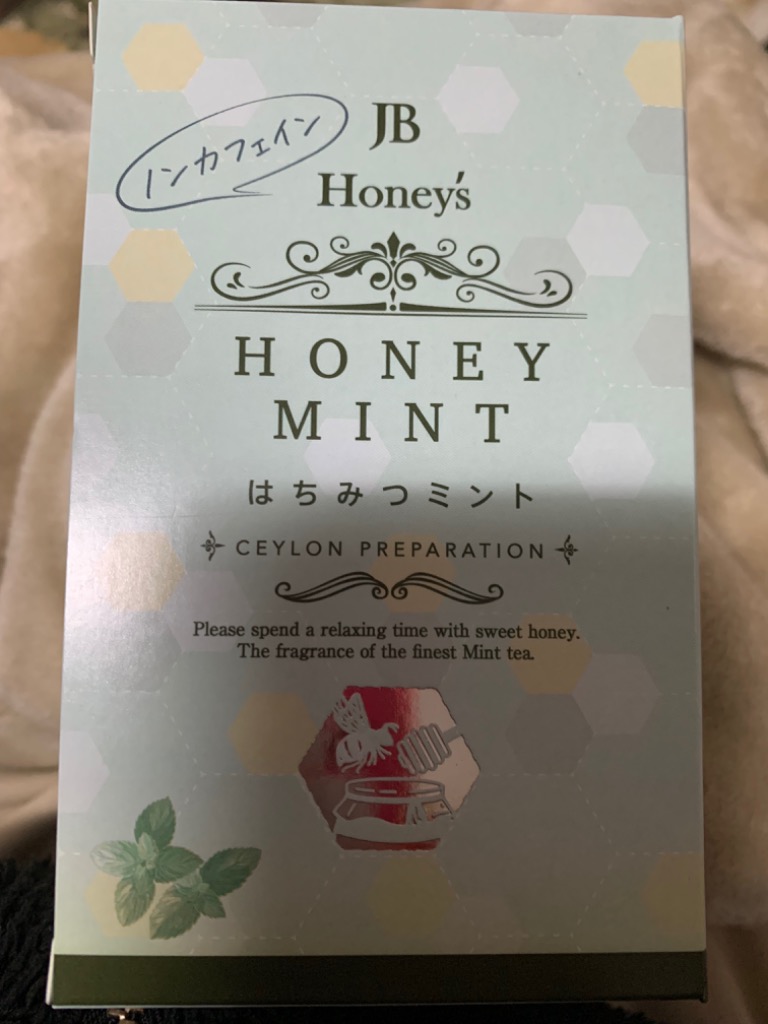 JB
ノンカフェイン
Honey's
HONEY
MINT
はちみつミント
CEYLON PREPARATION
Please spend a relaxing time with sweet honey.
The fragrance of the finest Mint tea.